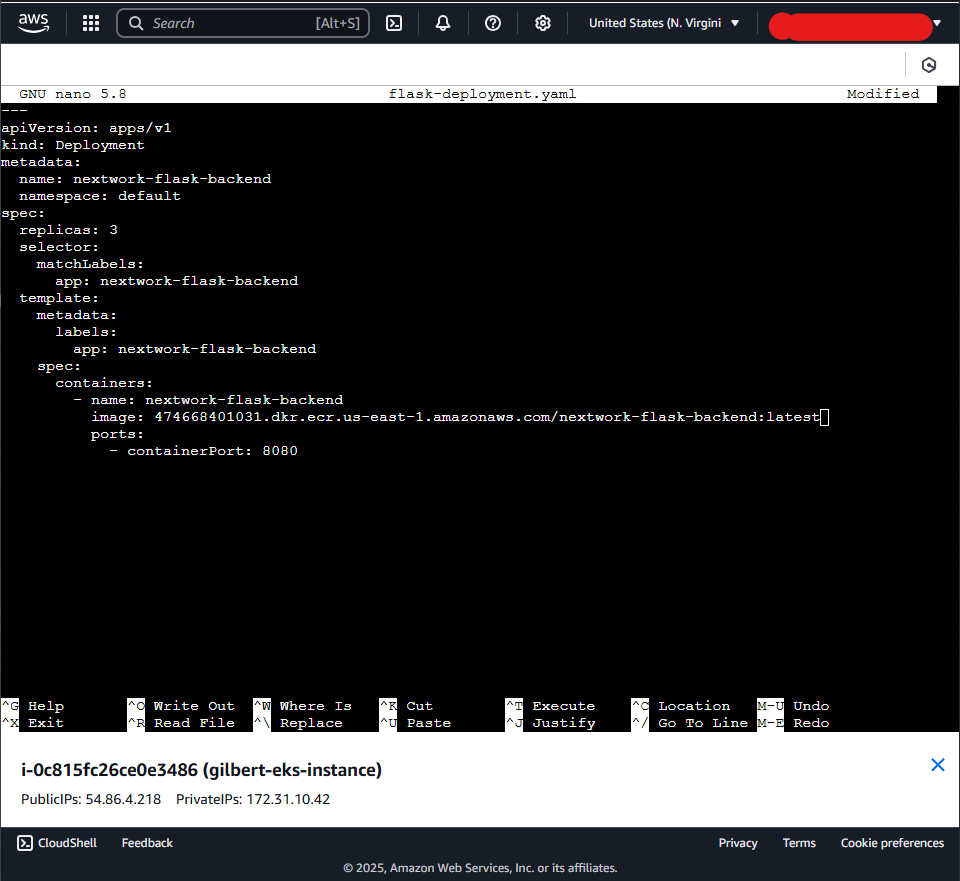 aws Search [Alt+S] United States (N. Virgini
GNU nano 5.8 flask-deployment.yaml Modified
---
apiVersion: apps/v1
kind: Deployment
metadata:
  name: nextwork-flask-backend
  namespace: default
spec:
  replicas: 3
  selector:
    matchLabels:
      app: nextwork-flask-backend
  template:
    metadata:
      labels:
        app: nextwork-flask-backend
    spec:
      containers:
        - name: nextwork-flask-backend
          image: 474668401031.dkr.ecr.us-east-1.amazonaws.com/nextwork-flask-backend:latest
          ports:
            - containerPort: 8080
^G Help ^O Write Out ^W Where Is ^K Cut ^T Execute ^C Location M-U Undo
^X Exit ^R Read File ^\ Replace ^U Paste ^J Justify ^/ Go To Line M-E Redo
i-0c815fc26ce0e3486 (gilbert-eks-instance)
PublicIPs: 54.86.4.218 PrivateIPs: 172.31.10.42
CloudShell Feedback Privacy Terms Cookie preferences
© 2025, Amazon Web Services, Inc. or its affiliates.